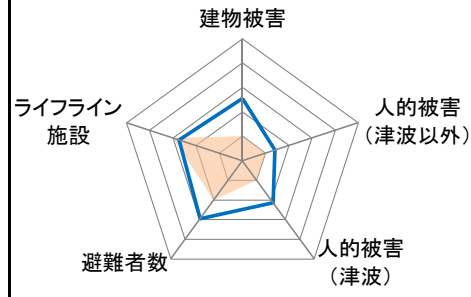 建物被害
ライフライン
施設
人的被害
（津波以外）
避難者数
人的被害
（津波）